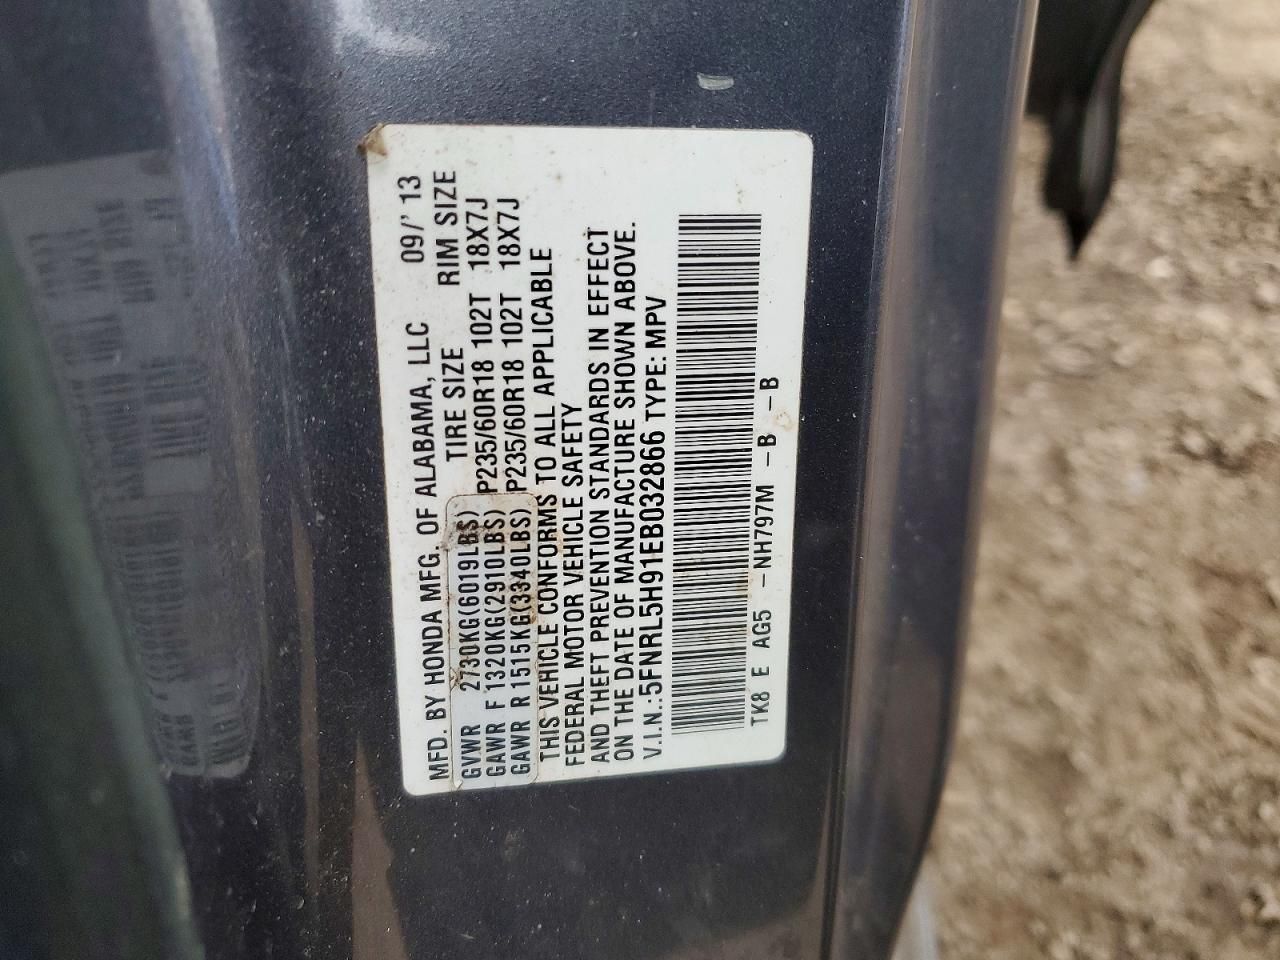 MFD. BY HONDA MFG. OF ALABAMA, LLC 09/'13
TIRE SIZE RIM SIZE
GVWR 2730KG(6019LBS)
GAWR F 1320KG(2910LBS) P235/60R18 102T 18X7J
GAWR R 1515KG(3340LBS) P235/60R18 102T 18X7J
THIS VEHICLE CONFORMS TO ALL APPLICABLE
FEDERAL MOTOR VEHICLE SAFETY
AND THEFT PREVENTION STANDARDS IN EFFECT
ON THE DATE OF MANUFACTURE SHOWN ABOVE.
V.I.N.:5FNRL5H91EB032866 TYPE: MPV
TK8 E AG5 -NH797M -B -B